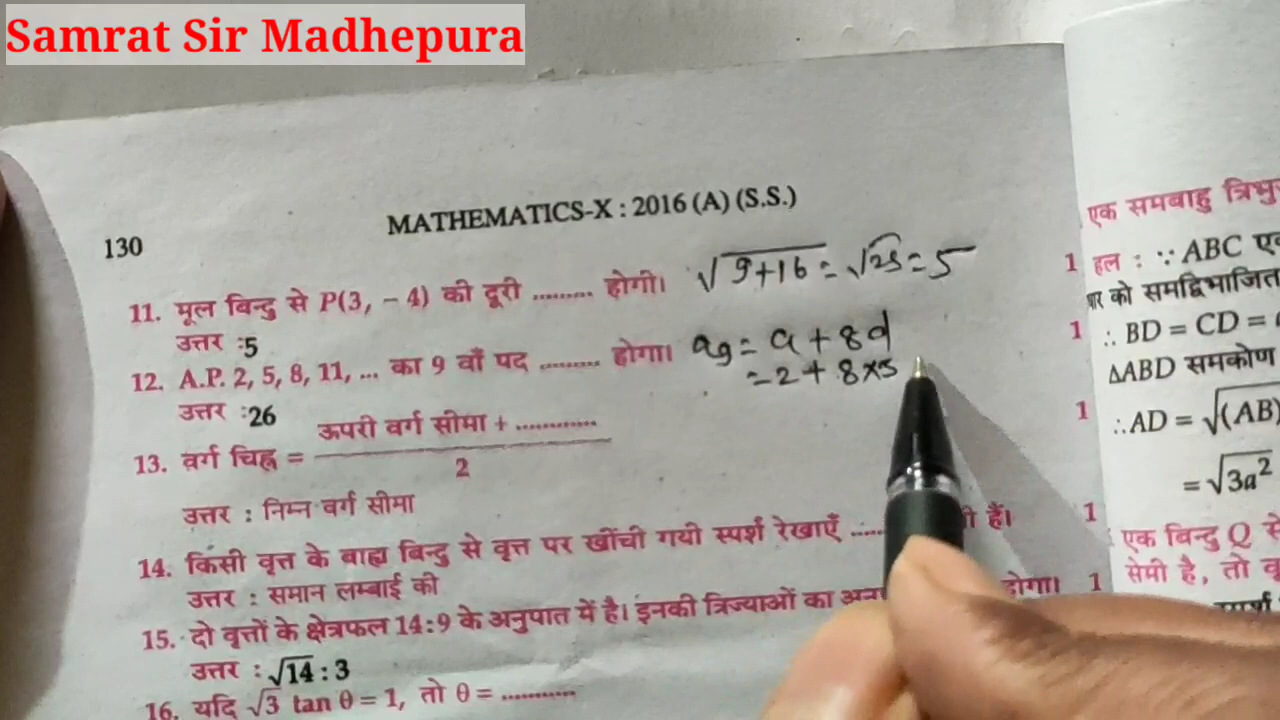 Samrat Sir Madhepura
130
MATHEMATICS-X : 2016 (A) (S.S.)
11. मूल बिन्दु से P(3, – 4) की दूरी ......... होगी। √9+16 = √25 = 5
उत्तर : 5
12. A.P. 2, 5, 8, 11, ... का 9 वाँ पद ......... होगा। a9 = a + 8d
= 2 + 8×5
उत्तर : 26
13. वर्ग चिह्न = ऊपरी वर्ग सीमा + ............
2
उत्तर : निम्न वर्ग सीमा
14. किसी वृत्त के बाह्य बिन्दु से वृत्त पर खींची गयी स्पर्श रेखाएँ ...... हैं।
उत्तर : समान लम्बाई की
15. दो वृत्तों के क्षेत्रफल 14 : 9 के अनुपात में है। इनकी त्रिज्याओं का होगा।
उत्तर : √14 : 3
16. यदि √3 tan θ = 1, तो θ = ...........
एक समबाहु
1 हल : ∵ ABC
को समद्विभाजित
1 ∴ BD = CD =
ΔABD समकोण
1 ∴ AD = √(AB)
= √3a²
1
एक बिन्दु Q से
1 सेमी है, तो